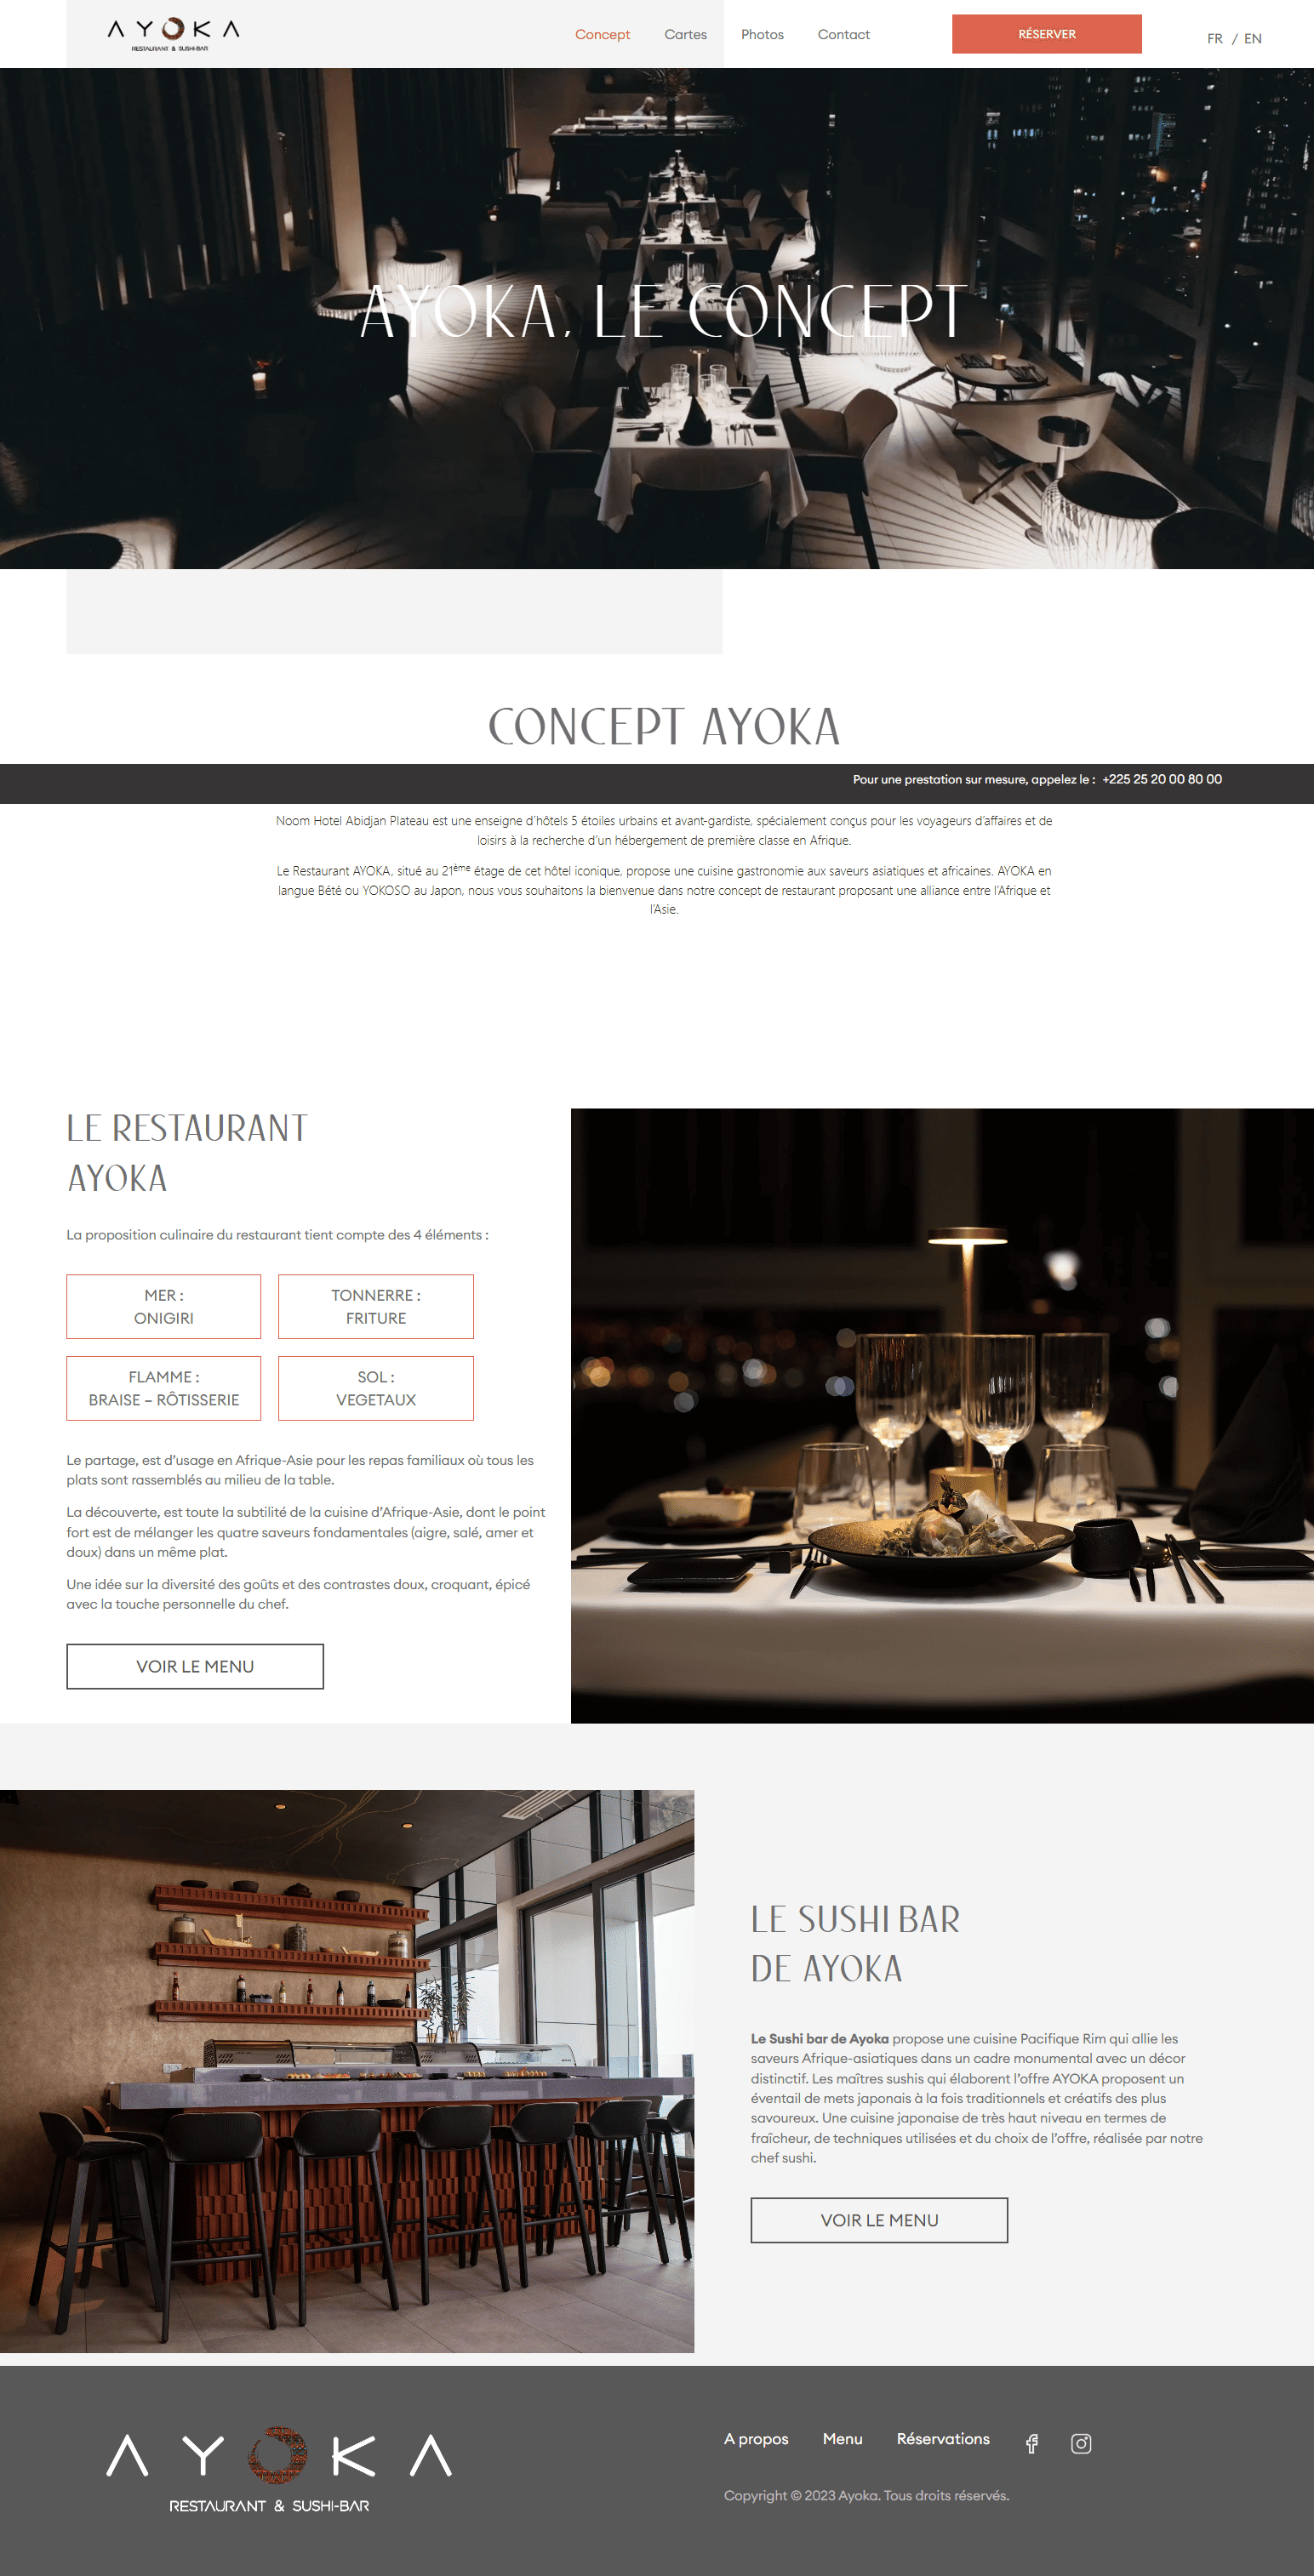 AYOKA
RESTAURANT & SUSHI-BAR
Concept
Cartes
Photos
Contact
RÉSERVER
FR / EN
AYOKA, LE CONCEPT
CONCEPT AYOKA
Pour une prestation sur mesure, appelez le : +225 25 20 00 80 00
Noom Hotel Abidjan Plateau est une enseigne d’hôtels 5 étoiles urbains et avant-gardiste, spécialement conçus pour les voyageurs d’affaires et de
loisirs à la recherche d’un hébergement de première classe en Afrique.
Le Restaurant AYOKA, situé au 21ème étage de cet hôtel iconique, propose une cuisine gastronomie aux saveurs asiatiques et africaines. AYOKA en
langue Bété ou YOKOSO au Japon, nous vous souhaitons la bienvenue dans notre concept de restaurant proposant une alliance entre l’Afrique et
l’Asie.
LE RESTAURANT
AYOKA
La proposition culinaire du restaurant tient compte des 4 éléments :
MER :
ONIGIRI
TONNERRE :
FRITURE
FLAMME :
BRAISE – RÔTISSERIE
SOL :
VEGETAUX
Le partage, est d’usage en Afrique-Asie pour les repas familiaux où tous les
plats sont rassemblés au milieu de la table.
La découverte, est toute la subtilité de la cuisine d’Afrique-Asie, dont le point
fort est de mélanger les quatre saveurs fondamentales (aigre, salé, amer et
doux) dans un même plat.
Une idée sur la diversité des goûts et des contrastes doux, croquant, épicé
avec la touche personnelle du chef.
VOIR LE MENU
LE SUSHI BAR
DE AYOKA
Le Sushi bar de Ayoka propose une cuisine Pacifique Rim qui allie les
saveurs Afrique-asiatiques dans un cadre monumental avec un décor
distinctif. Les maîtres sushis qui élaborent l’offre AYOKA proposent un
éventail de mets japonais à la fois traditionnels et créatifs des plus
savoureux. Une cuisine japonaise de très haut niveau en termes de
fraîcheur, de techniques utilisées et du choix de l’offre, réalisée par notre
chef sushi.
VOIR LE MENU
AYOKA
RESTAURANT & SUSHI-BAR
A propos
Menu
Réservations
Copyright © 2023 Ayoka. Tous droits réservés.